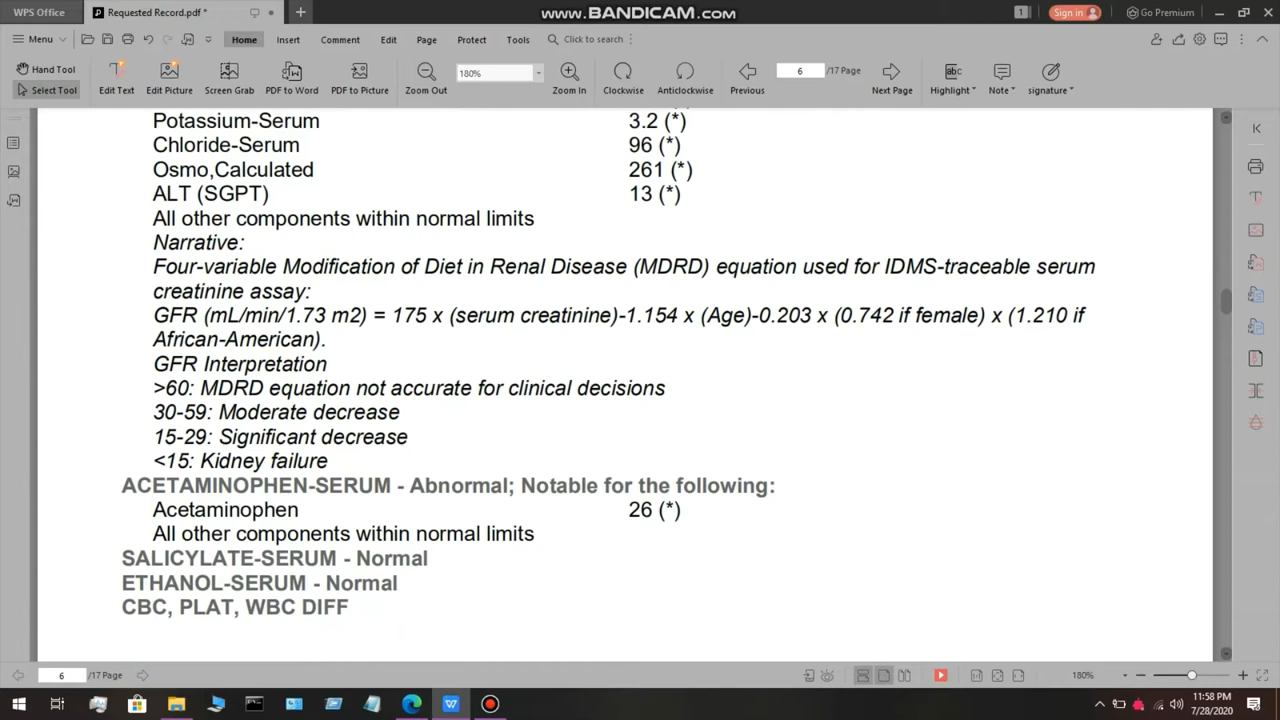 WPS Office
Requested Record.pdf *
www.BANDICAM.com
1
Sign in
Go Premium
Menu
Home
Insert
Comment
Edit
Page
Protect
Tools
Click to search
Hand Tool
Select Tool
Edit Text
Edit Picture
Screen Grab
PDF to Word
PDF to Picture
Zoom Out
180%
Zoom In
Clockwise
Anticlockwise
Previous
6
/17 Page
Next Page
Highlight
Note
signature
Potassium-Serum 3.2 (*)
Chloride-Serum 96 (*)
Osmo,Calculated 261 (*)
ALT (SGPT) 13 (*)
All other components within normal limits
Narrative:
Four-variable Modification of Diet in Renal Disease (MDRD) equation used for IDMS-traceable serum
creatinine assay:
GFR (mL/min/1.73 m2) = 175 x (serum creatinine)-1.154 x (Age)-0.203 x (0.742 if female) x (1.210 if
African-American).
GFR Interpretation
>60: MDRD equation not accurate for clinical decisions
30-59: Moderate decrease
15-29: Significant decrease
<15: Kidney failure
ACETAMINOPHEN-SERUM - Abnormal; Notable for the following:
Acetaminophen 26 (*)
All other components within normal limits
SALICYLATE-SERUM - Normal
ETHANOL-SERUM - Normal
CBC, PLAT, WBC DIFF
6 /17 Page
180%
11:58 PM
7/28/2020